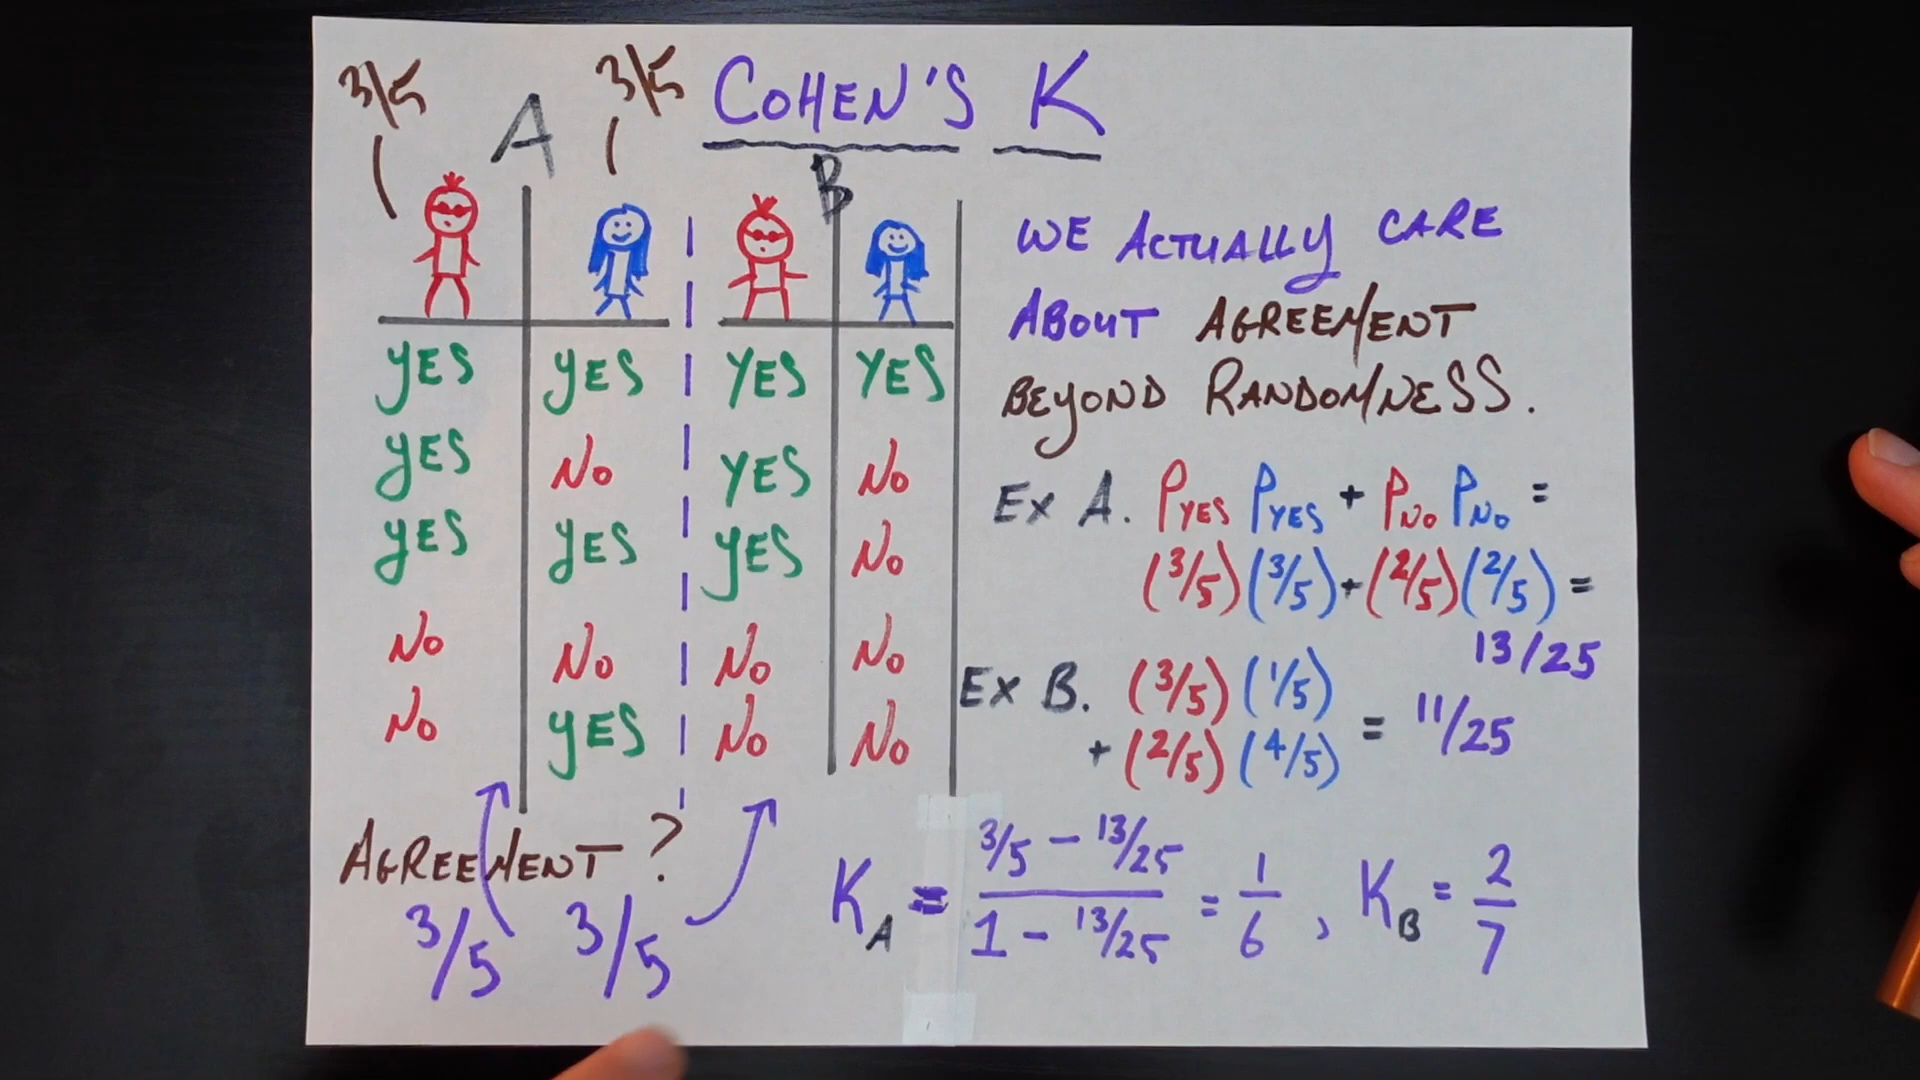 3/5 3/5 COHEN'S K
A B
YES YES YES YES
YES NO YES NO
YES YES YES NO
NO NO NO NO
NO YES NO NO
AGREEMENT?
3/5 3/5
WE ACTUALLY CARE
ABOUT AGREEMENT
BEYOND RANDOMNESS.
EX A. PYES PYES + PNO PNO =
(3/5)(3/5)+(2/5)(2/5) =
13/25
EX B. (3/5)(1/5)
+(2/5)(4/5) = 11/25
KA = 3/5 - 13/25 / 1 - 13/25 = 1/6, KB = 2/7